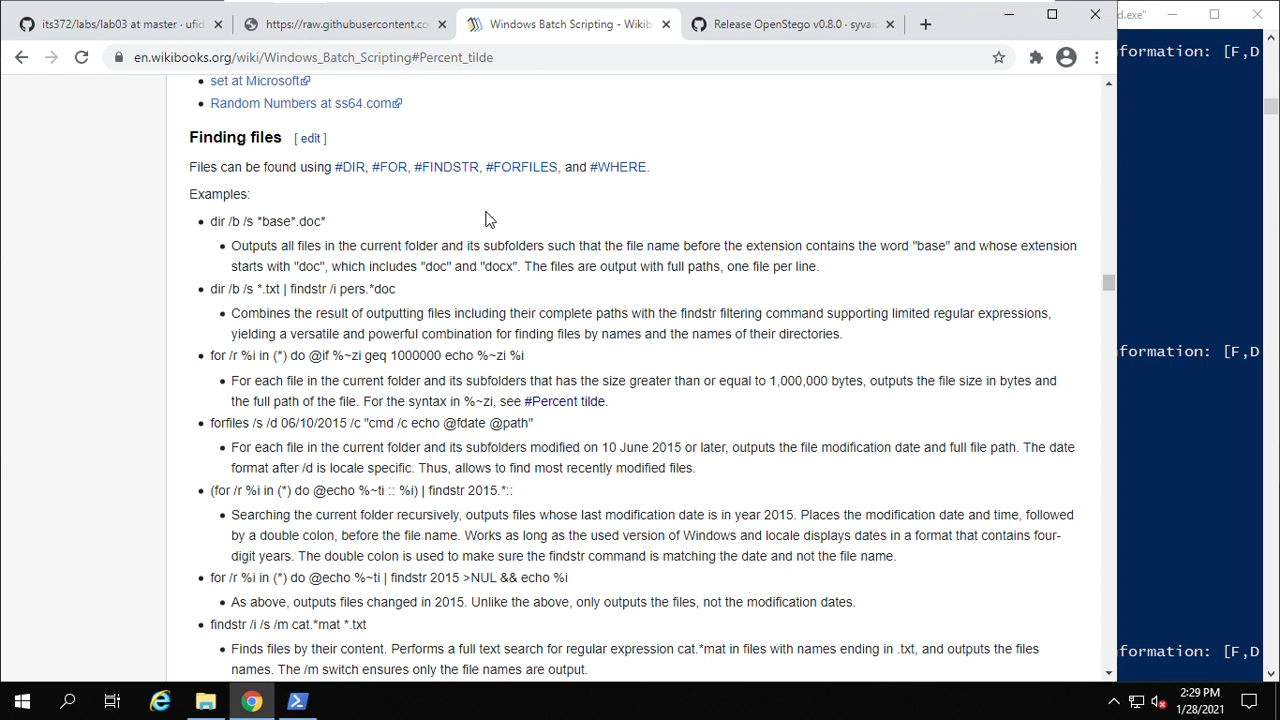 its372/labs/lab03 at master · ufid
https://raw.githubusercontent.co
Windows Batch Scripting - Wikib
Release OpenStego v0.8.0 · syvai
d.exe"
en.wikibooks.org/wiki/Windows_Batch_Scripting#Percent_tilde
formation: [F,D
set at Microsoft
Random Numbers at ss64.com
Finding files [ edit ]
Files can be found using #DIR, #FOR, #FINDSTR, #FORFILES, and #WHERE.
Examples:
dir /b /s *base*.doc*
Outputs all files in the current folder and its subfolders such that the file name before the extension contains the word "base" and whose extension
starts with "doc", which includes "doc" and "docx". The files are output with full paths, one file per line.
dir /b /s *.txt | findstr /i pers.*doc
Combines the result of outputting files including their complete paths with the findstr filtering command supporting limited regular expressions,
yielding a versatile and powerful combination for finding files by names and the names of their directories.
for /r %i in (*) do @if %~zi geq 1000000 echo %~zi %i
formation: [F,D
For each file in the current folder and its subfolders that has the size greater than or equal to 1,000,000 bytes, outputs the file size in bytes and
the full path of the file. For the syntax in %~zi, see #Percent tilde.
forfiles /s /d 06/10/2015 /c "cmd /c echo @fdate @path"
For each file in the current folder and its subfolders modified on 10 June 2015 or later, outputs the file modification date and full file path. The date
format after /d is locale specific. Thus, allows to find most recently modified files.
(for /r %i in (*) do @echo %~ti :: %i) | findstr 2015.*::
Searching the current folder recursively, outputs files whose last modification date is in year 2015. Places the modification date and time, followed
by a double colon, before the file name. Works as long as the used version of Windows and locale displays dates in a format that contains four-
digit years. The double colon is used to make sure the findstr command is matching the date and not the file name.
for /r %i in (*) do @echo %~ti | findstr 2015 >NUL && echo %i
As above, outputs files changed in 2015. Unlike the above, only outputs the files, not the modification dates.
findstr /i /s /m cat.*mat *.txt
Finds files by their content. Performs a full text search for regular expression cat.*mat in files with names ending in .txt, and outputs the files
names. The /m switch ensures only the file names are output.
formation: [F,D
2:29 PM
1/28/2021